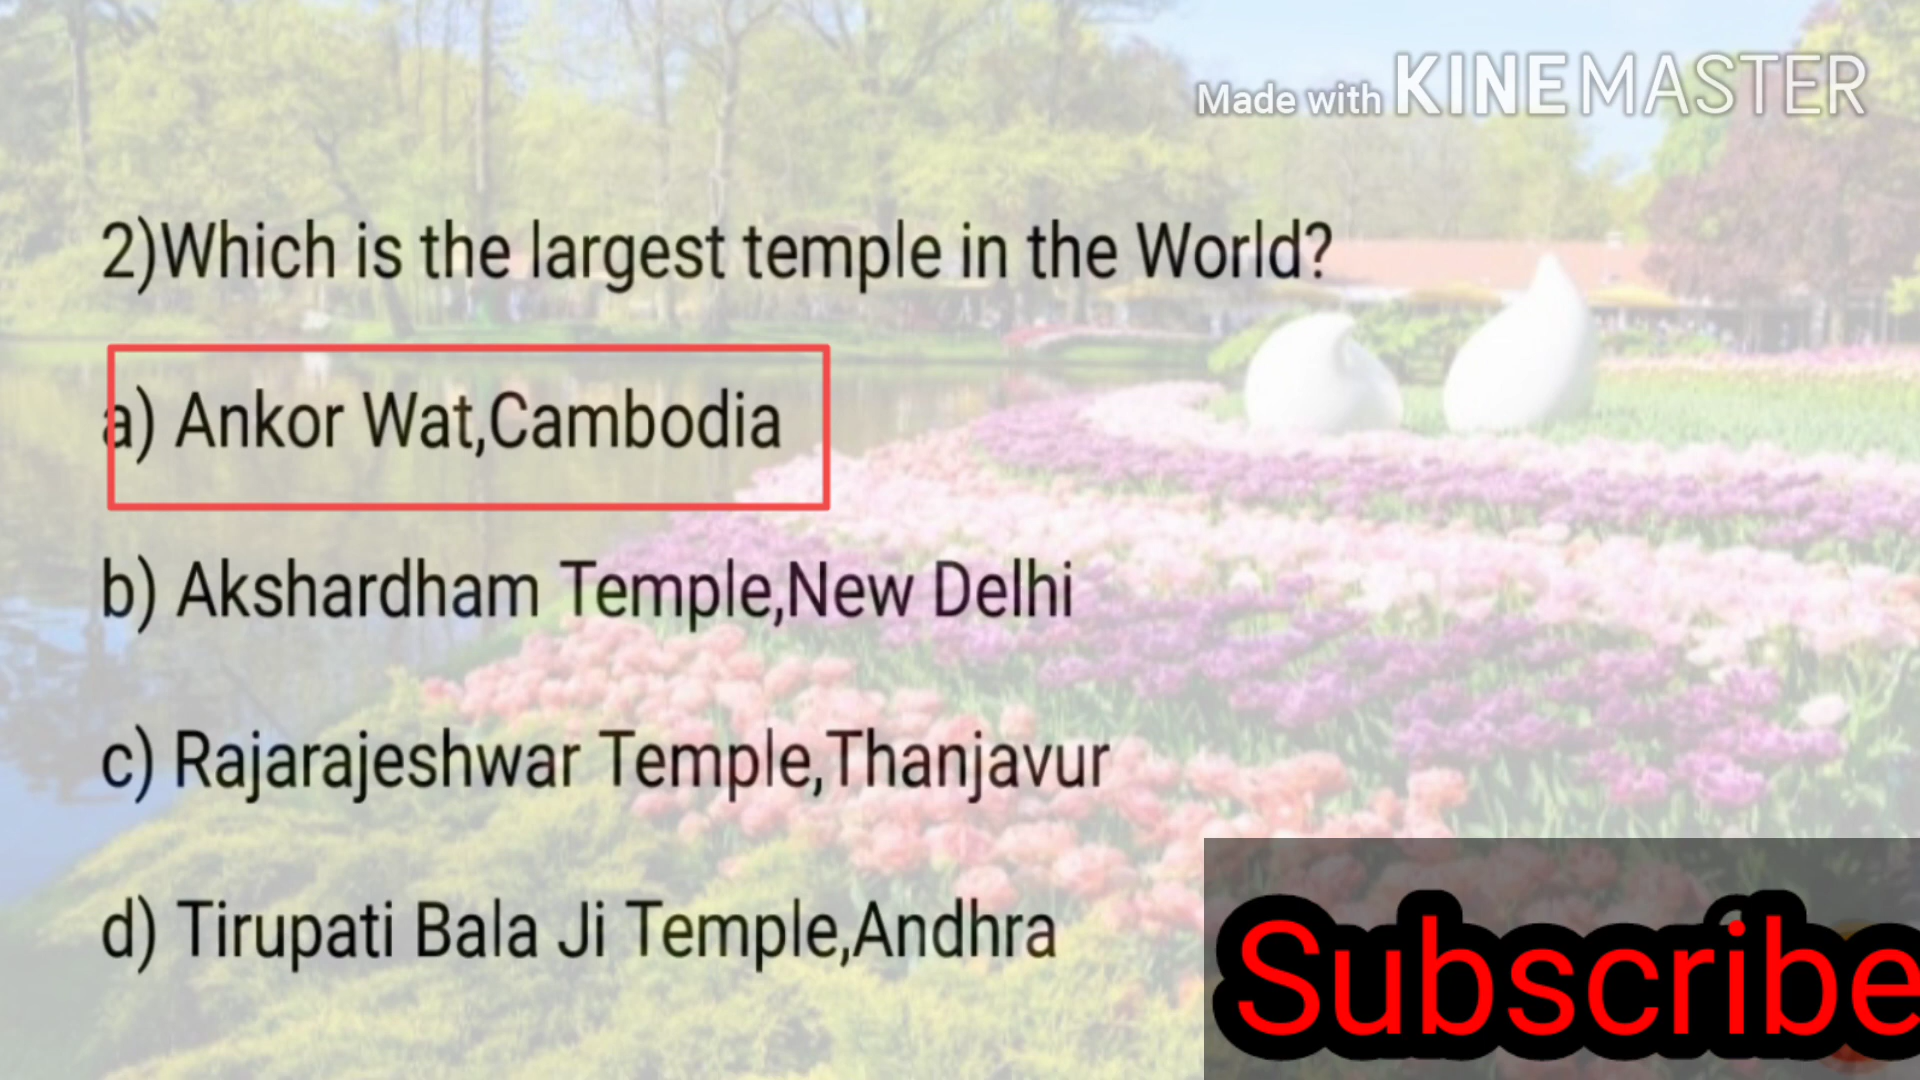 Made with KINEMASTER
2)Which is the largest temple in the World?
a) Ankor Wat,Cambodia
b) Akshardham Temple,New Delhi
c) Rajarajeshwar Temple,Thanjavur
d) Tirupati Bala Ji Temple,Andhra
Subscribe